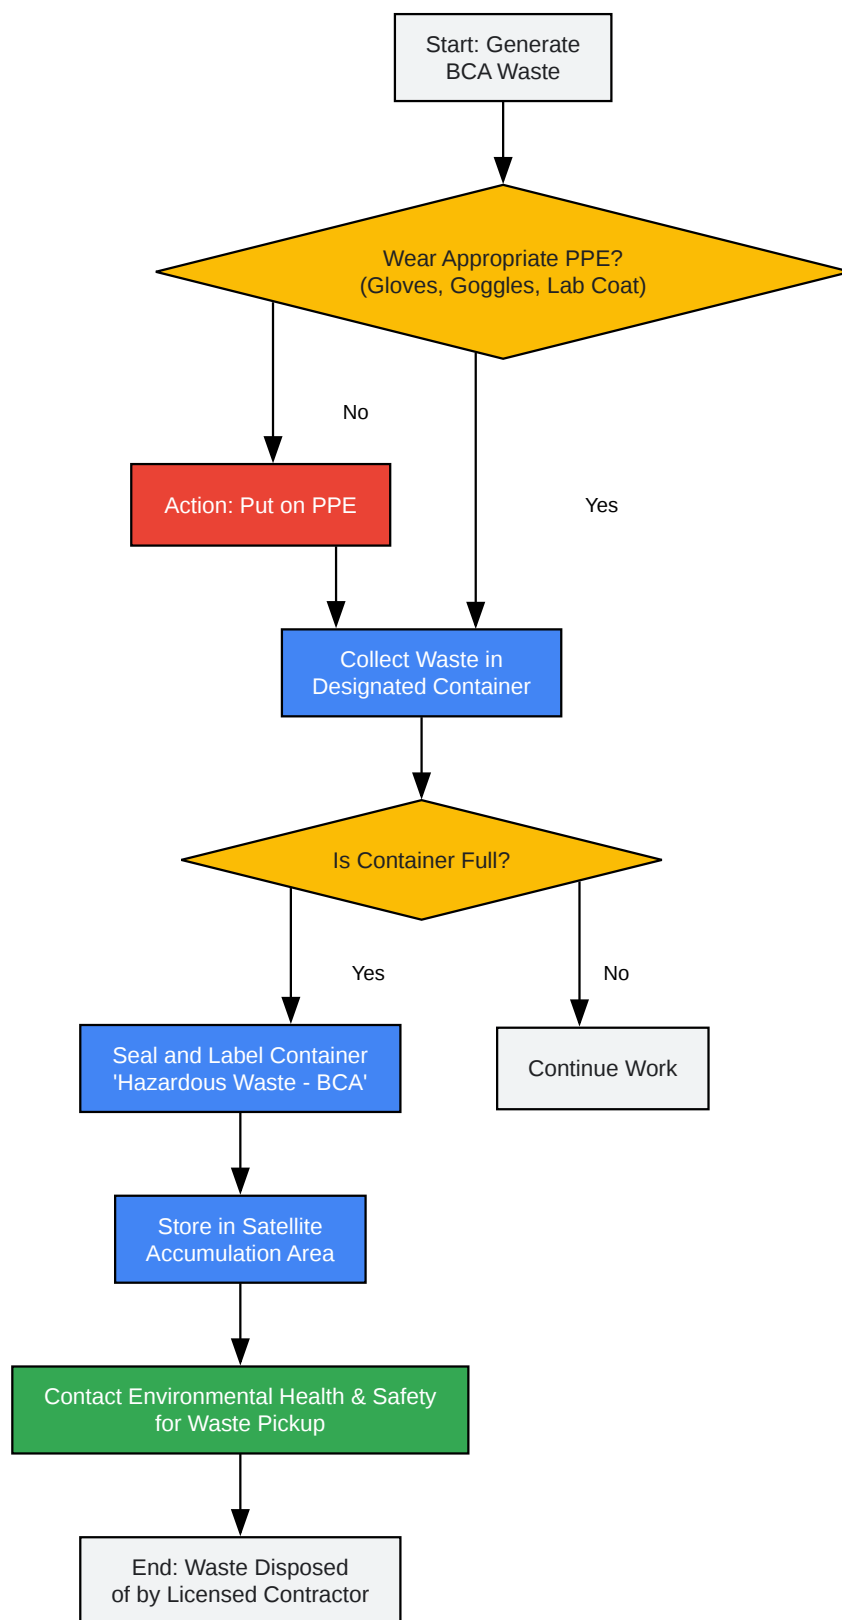 Start: Generate
BCA Waste
Wear Appropriate PPE?
(Gloves, Goggles, Lab Coat)
No
Action: Put on PPE
Yes
Collect Waste in
Designated Container
Is Container Full?
Yes
No
Seal and Label Container
'Hazardous Waste - BCA'
Continue Work
Store in Satellite
Accumulation Area
Contact Environmental Health & Safety
for Waste Pickup
End: Waste Disposed
of by Licensed Contractor